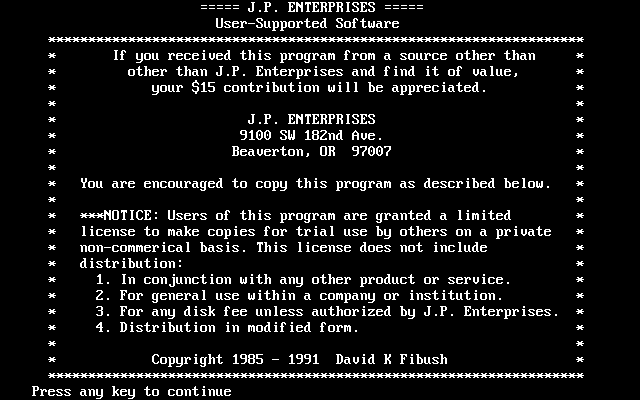 ===== J.P. ENTERPRISES =====
User-Supported Software
*******************************************************************
* If you received this program from a source other than *
* other than J.P. Enterprises and find it of value, *
* your $15 contribution will be appreciated. *
* *
* J.P. ENTERPRISES *
* 9100 SW 182nd Ave. *
* Beaverton, OR 97007 *
* *
* You are encouraged to copy this program as described below. *
* *
* ***NOTICE: Users of this program are granted a limited *
* license to make copies for trial use by others on a private *
* non-commerical basis. This license does not include *
* distribution: *
* 1. In conjunction with any other product or service. *
* 2. For general use within a company or institution. *
* 3. For any disk fee unless authorized by J.P. Enterprises. *
* 4. Distribution in modified form. *
* *
* Copyright 1985 - 1991 David K Fibush *
*******************************************************************
Press any key to continue